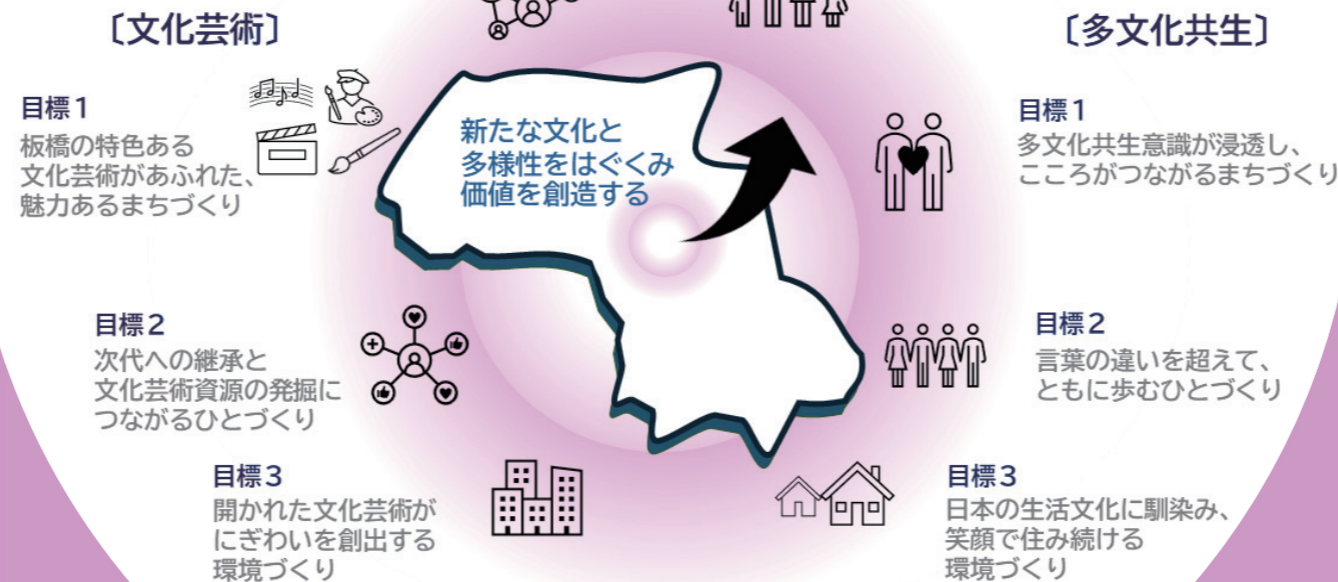 〔文化芸術〕
目標1
板橋の特色ある
文化芸術があふれた、
魅力あるまちづくり
目標2
次代への継承と
文化芸術資源の発掘に
つながるひとづくり
目標3
開かれた文化芸術が
にぎわいを創出する
環境づくり
新たな文化と
多様性をはぐくみ
価値を創造する
〔多文化共生〕
目標1
多文化共生意識が浸透し、
こころがつながるまちづくり
目標2
言葉の違いを超えて、
ともに歩むひとづくり
目標3
日本の生活文化に馴染み、
笑顔で住み続ける
環境づくり